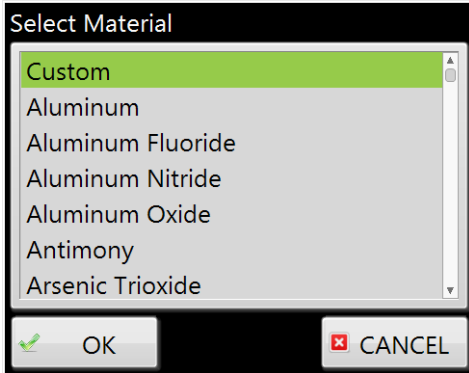 Select Material
Custom
Aluminum
Aluminum Fluoride
Aluminum Nitride
Aluminum Oxide
Antimony
Arsenic Trioxide
OK
CANCEL